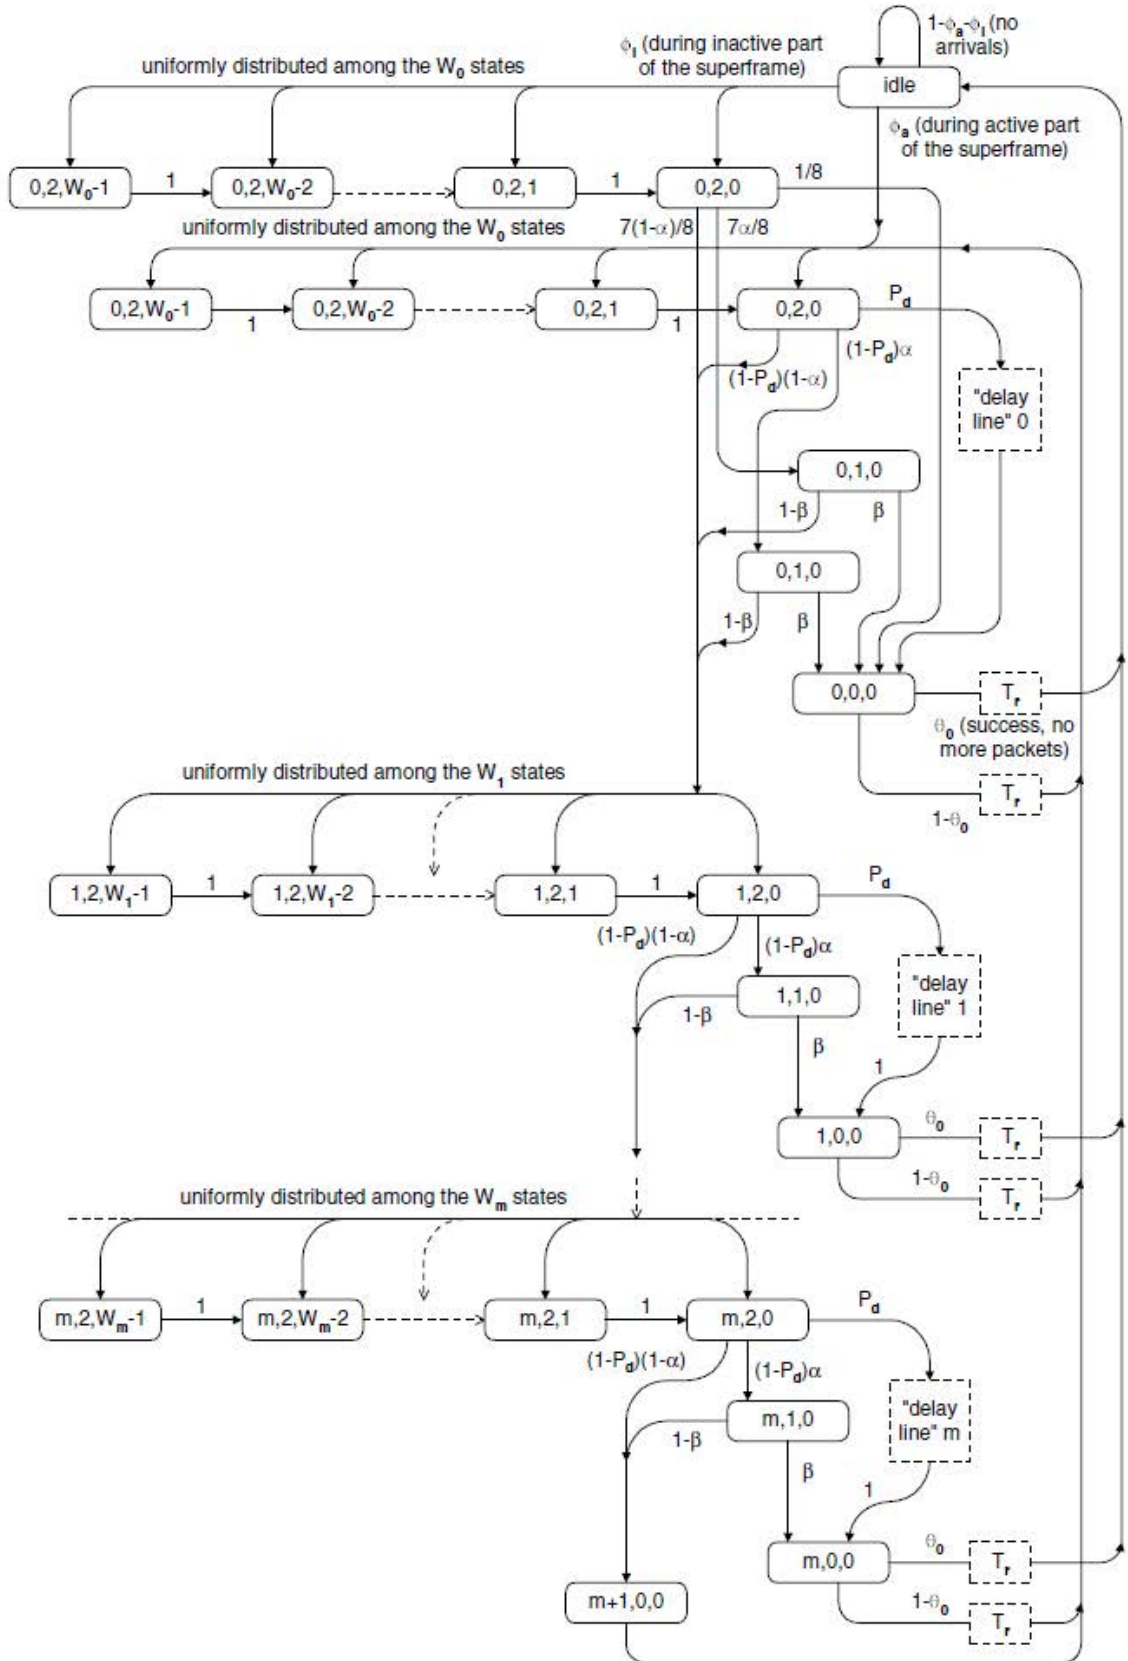 1-ϕa-ϕI (no
arrivals)
ϕI (during inactive part
of the superframe)
uniformly distributed among the W0 states
idle
ϕa (during active part
of the superframe)
0,2,W0-1
1
0,2,W0-2
0,2,1
1
0,2,0
1/8
uniformly distributed among the W0 states
7(1-α)/8
7α/8
0,2,W0-1
1
0,2,W0-2
0,2,1
1
0,2,0
Pd
(1-Pd)α
(1-Pd)(1-α)
"delay
line" 0
0,1,0
1-β
β
0,1,0
1-β
β
0,0,0
Tr
θ0 (success, no
more packets)
uniformly distributed among the W1 states
Tr
1-θ0
1,2,W1-1
1
1,2,W1-2
1,2,1
1
1,2,0
Pd
(1-Pd)(1-α)
(1-Pd)α
1,1,0
"delay
line" 1
1-β
β
1
1,0,0
θ0
Tr
1-θ0
Tr
uniformly distributed among the Wm states
m,2,Wm-1
1
m,2,Wm-2
m,2,1
1
m,2,0
Pd
(1-Pd)(1-α)
(1-Pd)α
m,1,0
"delay
line" m
1-β
β
1
m,0,0
θ0
Tr
m+1,0,0
1-θ0
Tr